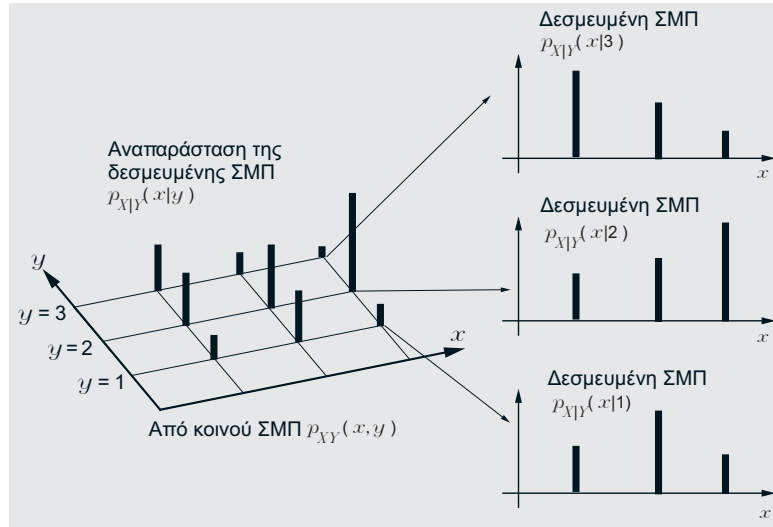 Αναπαράσταση της
δεσμευμένης ΣΜΠ
p_{X|Y}(x|y)
y
y = 3
y = 2
y = 1
x
Από κοινού ΣΜΠ p_{XY}(x,y)
Δεσμευμένη ΣΜΠ
p_{X|Y}(x|3)
x
Δεσμευμένη ΣΜΠ
p_{X|Y}(x|2)
x
Δεσμευμένη ΣΜΠ
p_{X|Y}(x|1)
x